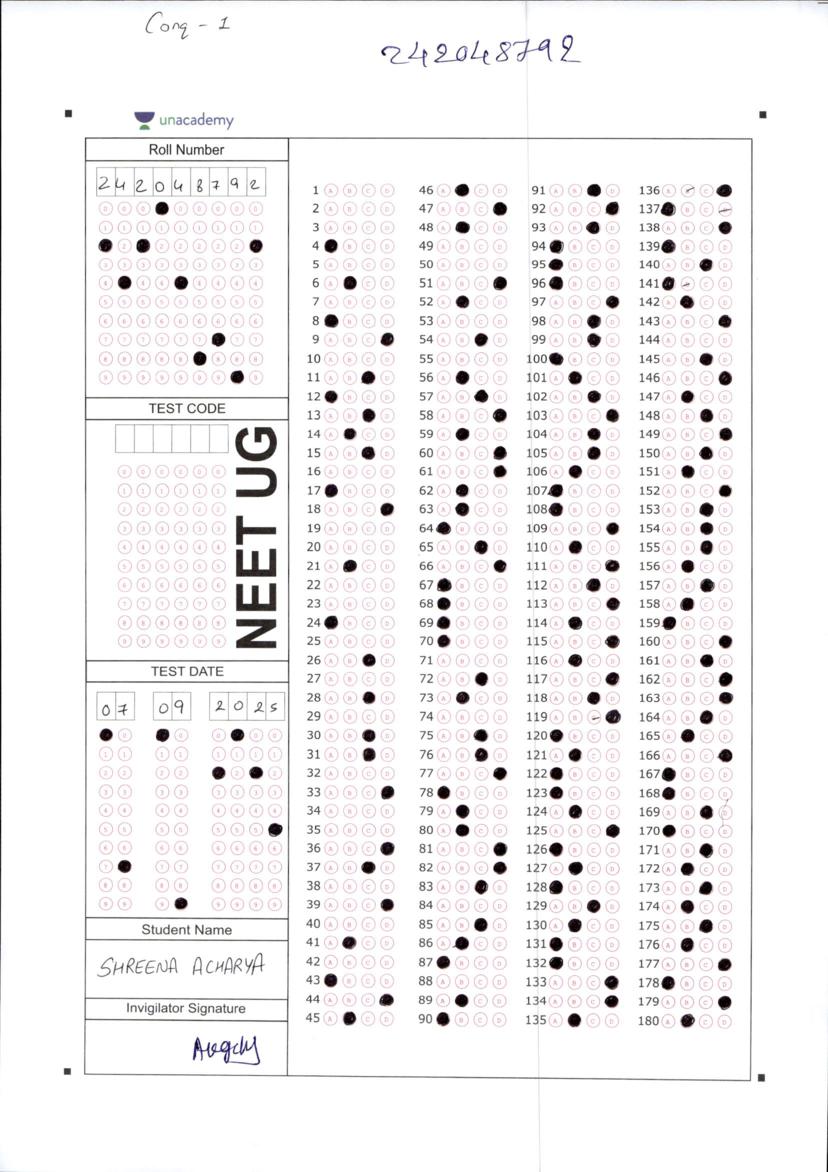 Conq - 1
242048792
unacademy
Roll Number
2 4 2 0 4 8 7 9 2
TEST CODE
NEET UG
TEST DATE
07 09 2025
Student Name
SHREENA ACHARYA
Invigilator Signature
1 A B C D 46 A C D 91 A B D 136 A C
2 A B C D 47 A B C 92 A B C 137 B C
3 A B C D 48 A C D 93 A B D 138 A B C
4 B C D 49 A B C D 94 B C D 139 B C D
5 A B C D 50 A B C D 95 B C D 140 A B D
6 A C D 51 A B C 96 B C D 141 C D
7 A B C D 52 A C D 97 A B C 142 A C D
8 B C D 53 A B C D 98 A B D 143 A B C
9 A B C 54 A B D 99 A B D 144 A B C D
10 A B C D 55 A B C D 100 B C D 145 A B D
11 A B D 56 A C D 101 A C D 146 A B C
12 B C D 57 A B D 102 A B D 147 A C D
13 A B D 58 A B C 103 A B C 148 A B D
14 A C D 59 A C D 104 A B D 149 A B C
15 A B D 60 A B C 105 A B D 150 A B D
16 A B C D 61 A B C 106 A C D 151 A C D
17 B C D 62 A C D 107 B C D 152 A B C
18 A B C 63 A C D 108 B C D 153 A B D
19 A B C D 64 B C D 109 A B C 154 A B D
20 A B C D 65 A B D 110 A C D 155 A B D
21 A C D 66 A B C 111 A B C 156 A C D
22 A B C D 67 B C D 112 A B D 157 A B D
23 A B C D 68 B C D 113 A B C 158 A C D
24 B C D 69 B C D 114 A C D 159 B C D
25 A B C D 70 B C D 115 A B C 160 A B C
26 A B D 71 A B C D 116 A C D 161 A B D
27 A B C D 72 A B D 117 A B C 162 A B C
28 A B D 73 A C D 118 A B D 163 A B C
29 A B C D 74 A B C D 119 A B 164 A B D
30 A B D 75 A B D 120 B C D 165 A C D
31 A B D 76 A B D 121 A C D 166 A B C
32 A B C D 77 A B C 122 B C D 167 B C D
33 A B C 78 B C D 123 B C D 168 B C D
34 A B C D 79 A C D 124 A C D 169 A B D
35 A B C D 80 A C D 125 A B C 170 B C D
36 A B C 81 A B C 126 B C D 171 A B D
37 A B D 82 A B C 127 A C D 172 A C D
38 A B C D 83 A B D 128 B C D 173 A B D
39 A B C 84 A B C D 129 A B D 174 A C D
40 A B C D 85 A B D 130 A C D 175 A B D
41 A C D 86 A C D 131 B C D 176 A C D
42 A B C D 87 B C D 132 B C D 177 A B C
43 B C D 88 A B C D 133 A B C 178 B C D
44 A B C 89 A C D 134 A B C 179 A B C
45 A C D 90 B C D 135 A C D 180 A C D